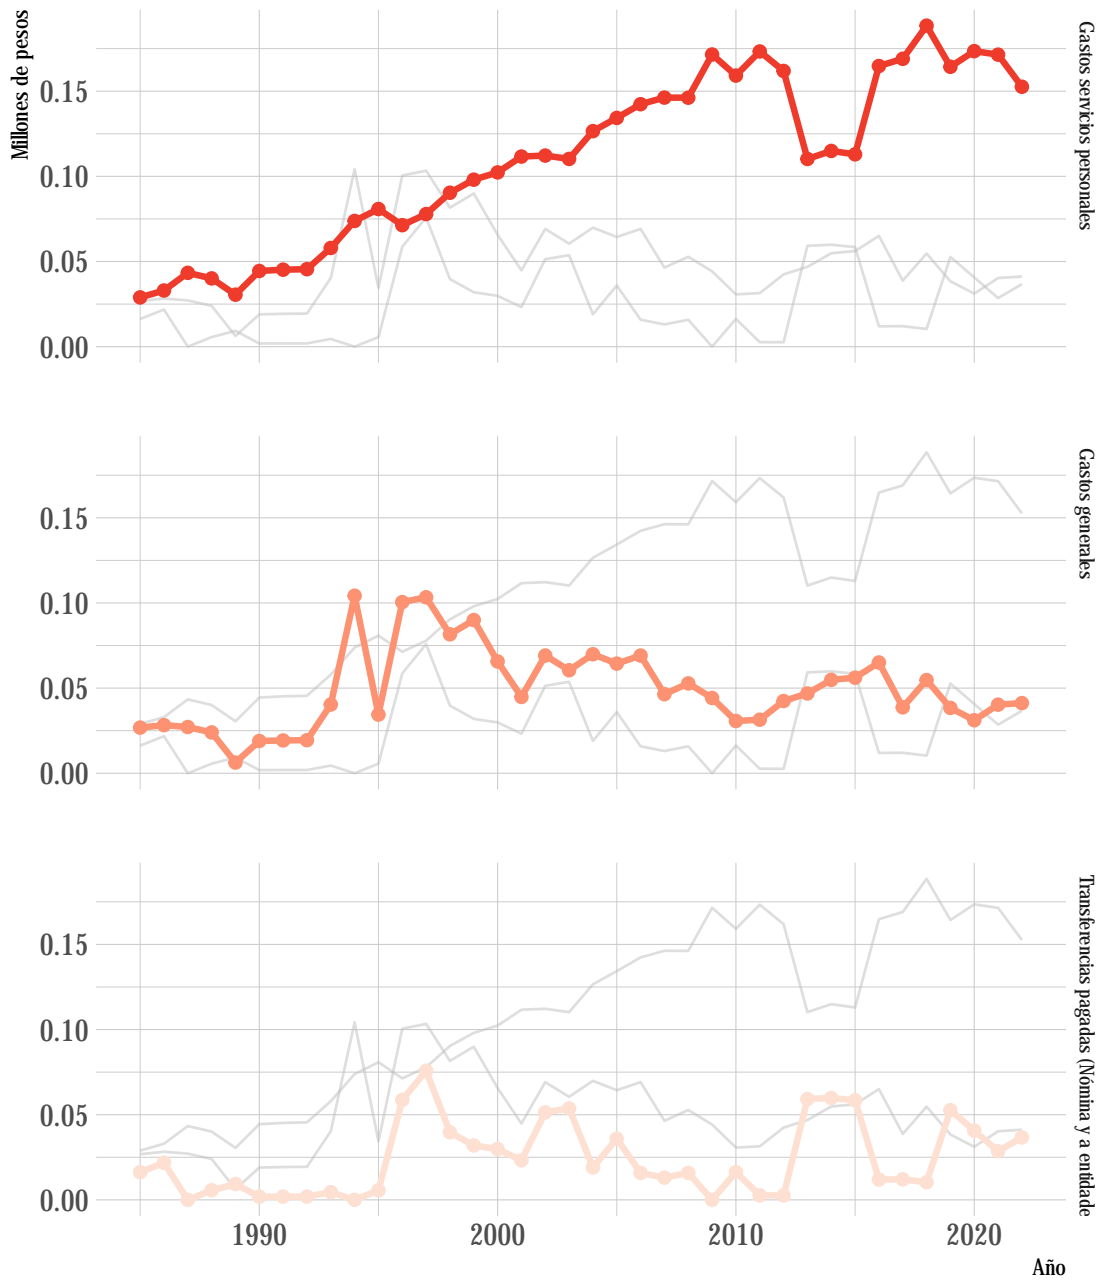 Millones de pesos
0.15
0.10
0.05
0.00
Gastos servicios personales
0.15
0.10
0.05
0.00
Gastos generales
0.15
0.10
0.05
0.00
Transferencias pagadas (Nómina y a entidade
1990 2000 2010 2020
Año